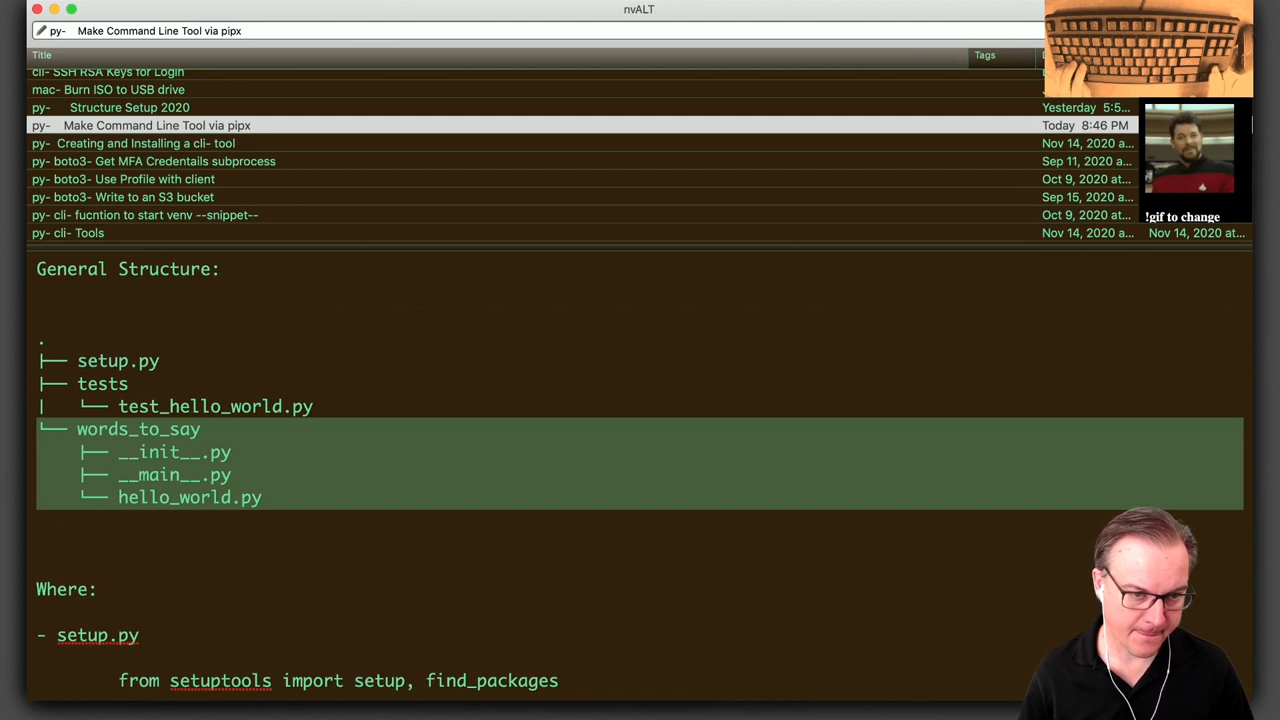 nvALT
py-   Make Command Line Tool via pipx
Title
Tags
cli- SSH RSA Keys for Login
mac- Burn ISO to USB drive
py-     Structure Setup 2020
Yesterday  5:5...
py-   Make Command Line Tool via pipx
Today  8:46 PM
py-  Creating and Installing a cli- tool
Nov 14, 2020 a...
py- boto3- Get MFA Credentails subprocess
Sep 11, 2020 a...
py- boto3- Use Profile with client
Oct 9, 2020 at...
py- boto3- Write to an S3 bucket
Sep 15, 2020 a...
py- cli- fucntion to start venv --snippet--
Oct 9, 2020 at...
!gif to change
py- cli- Tools
Nov 14, 2020 a...
Nov 14, 2020 at...
General Structure:
.
├── setup.py
├── tests
|   └── test_hello_world.py
└── words_to_say
    ├── __init__.py
    ├── __main__.py
    └── hello_world.py
Where:
- setup.py
from setuptools import setup, find_packages